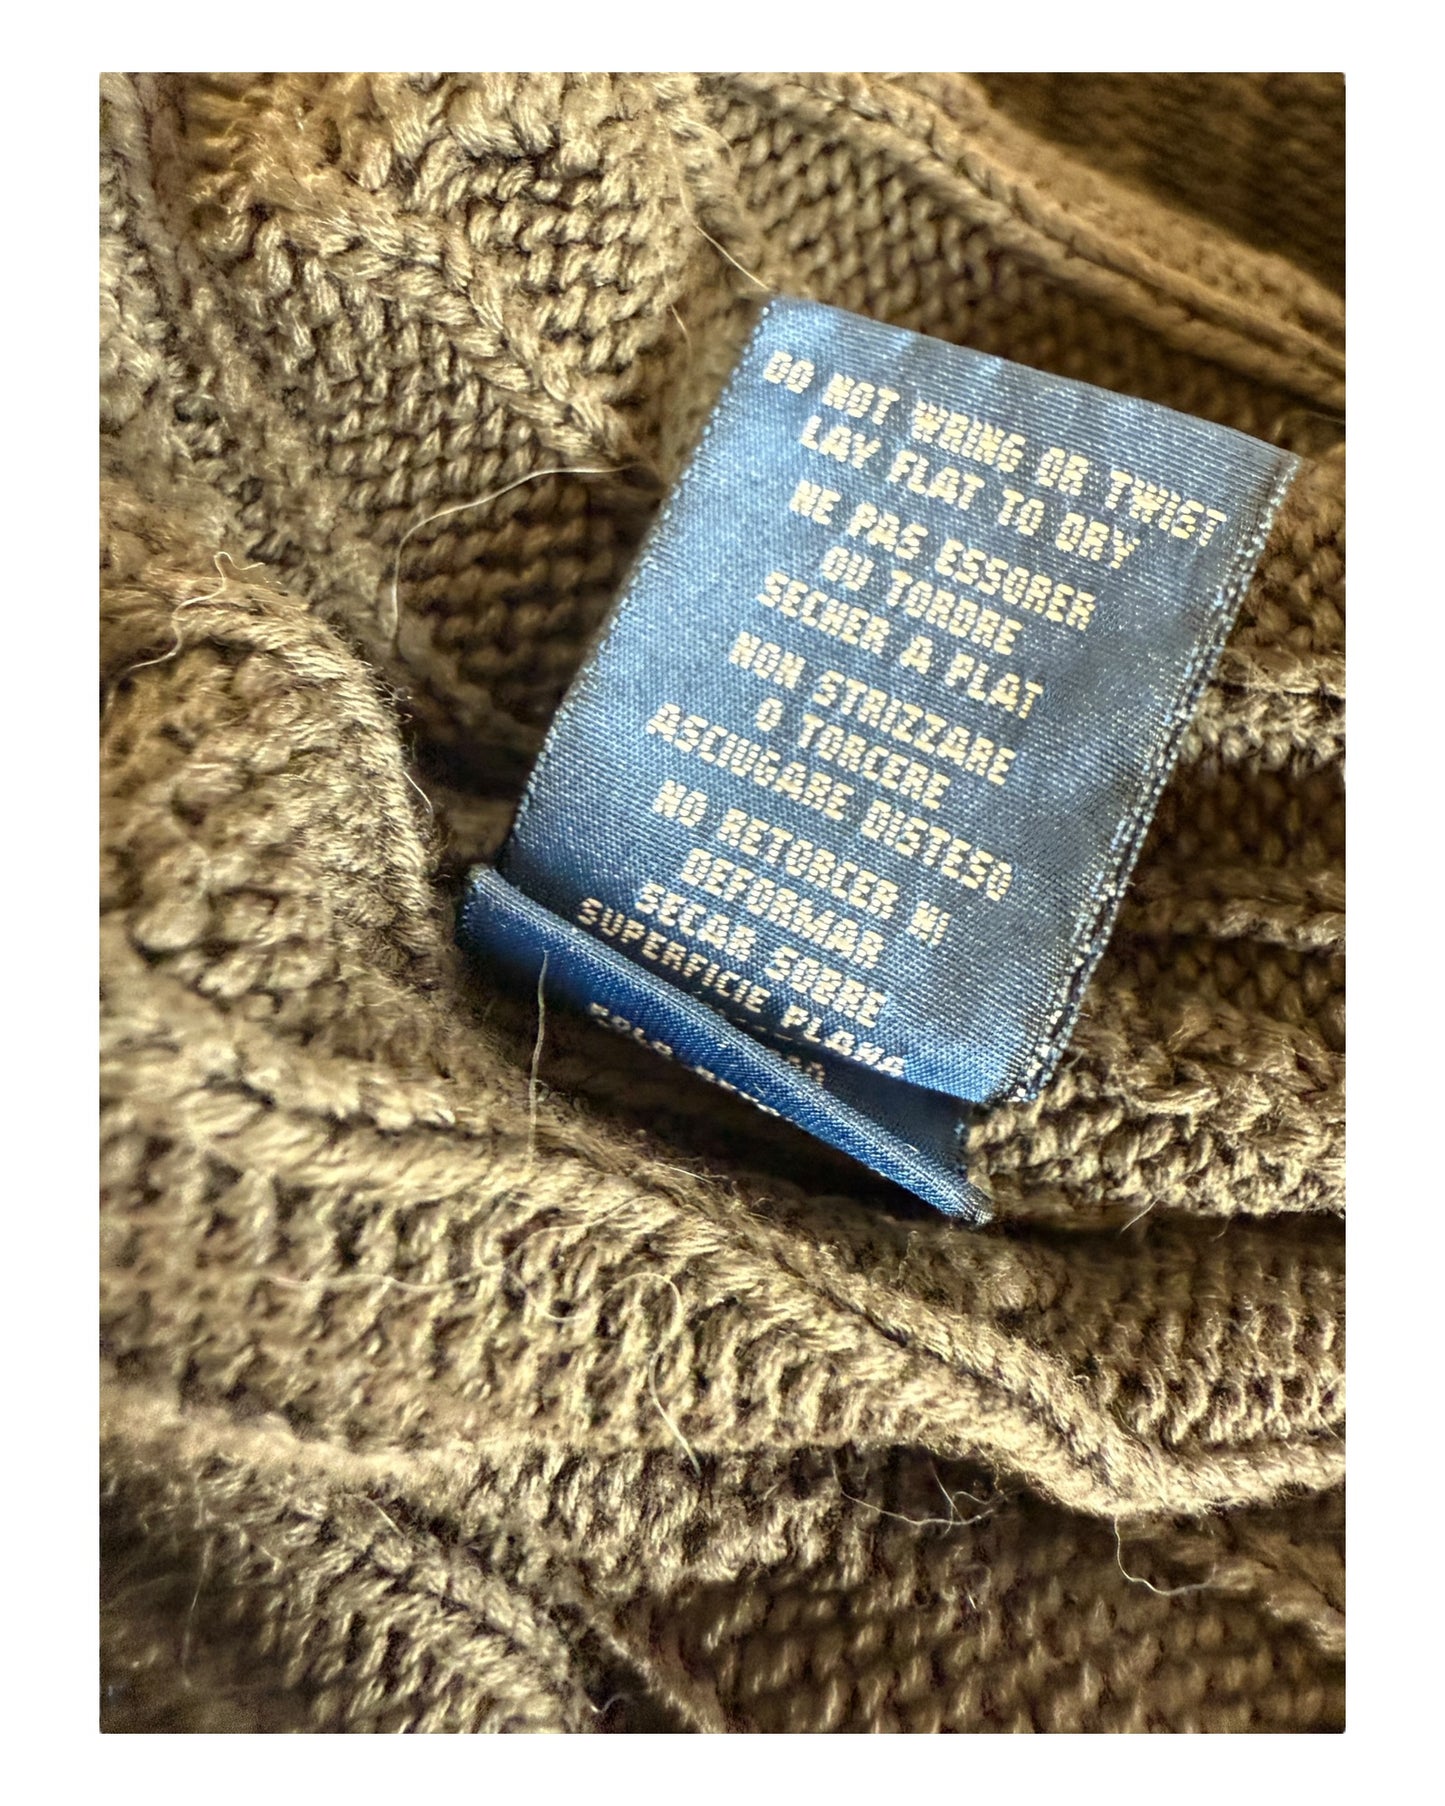 DO NOT WRING OR TWIST
LAY FLAT TO DRY
NE PAS ESSORER
OU TORDRE
SECHER A PLAT
NON STRIZZARE
O TORCERE
ASCIUGARE DISTESO
NO RETORCER NI
DEFORMAR
SECAR SOBRE
SUPERFICIE PLANA